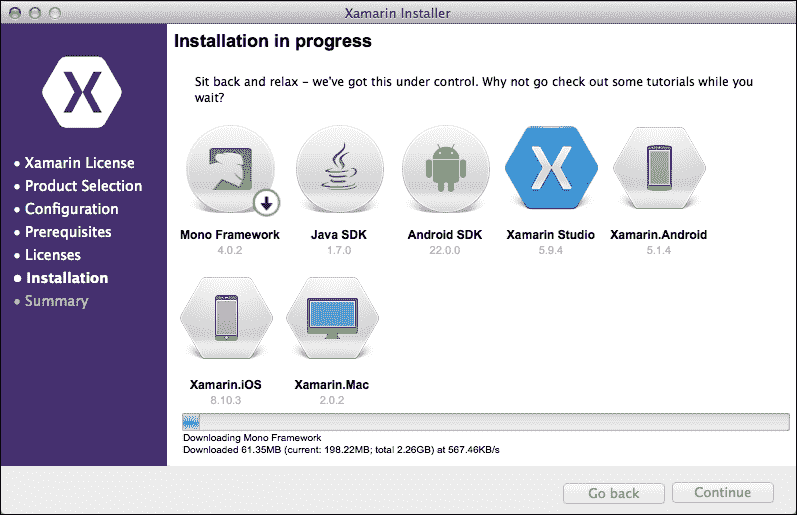 Xamarin Installer
Installation in progress
Sit back and relax - we've got this under control. Why not go check out some tutorials while you
wait?
X
• Xamarin License
• Product Selection
• Configuration
• Prerequisites
• Licenses
• Installation
• Summary
X
Mono Framework
4.0.2
Java SDK
1.7.0
Android SDK
22.0.0
Xamarin Studio
5.9.4
Xamarin.Android
5.1.4
Xamarin.iOS
8.10.3
Xamarin.Mac
2.0.2
Downloading Mono Framework
Downloaded 61.35MB (current: 198.22MB; total 2.26GB) at 567.46KB/s
Go back
Continue